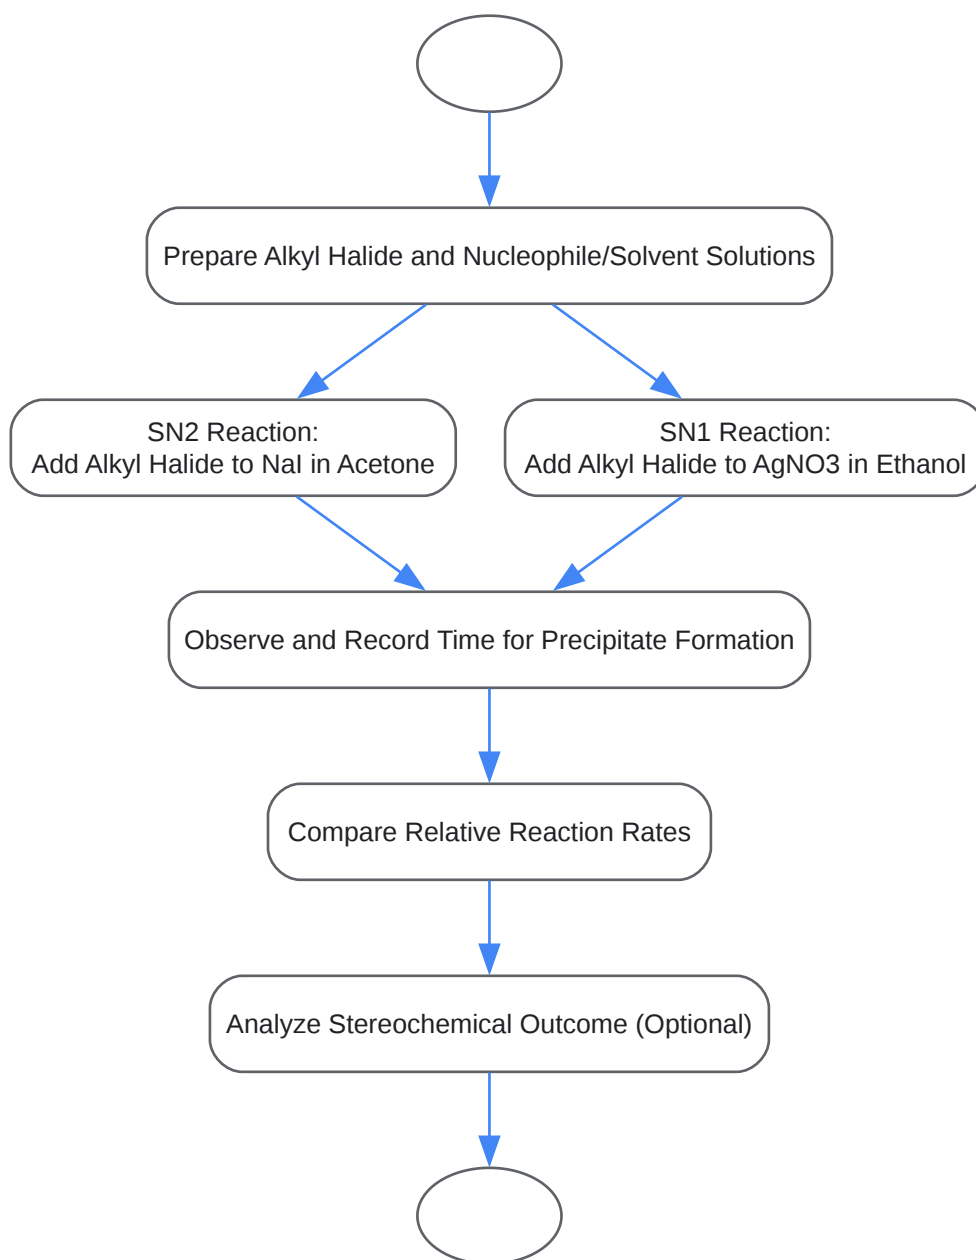 Prepare Alkyl Halide and Nucleophile/Solvent Solutions
SN2 Reaction:
Add Alkyl Halide to NaI in Acetone
SN1 Reaction:
Add Alkyl Halide to AgNO3 in Ethanol
Observe and Record Time for Precipitate Formation
Compare Relative Reaction Rates
Analyze Stereochemical Outcome (Optional)